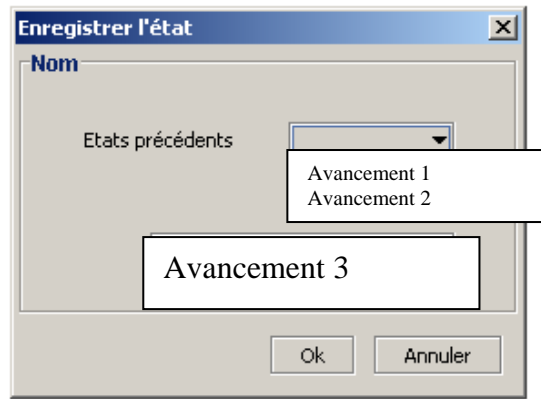 Enregistrer l'état
Nom
Etats précédents
Avancement 1
Avancement 2
Avancement 3
Ok
Annuler